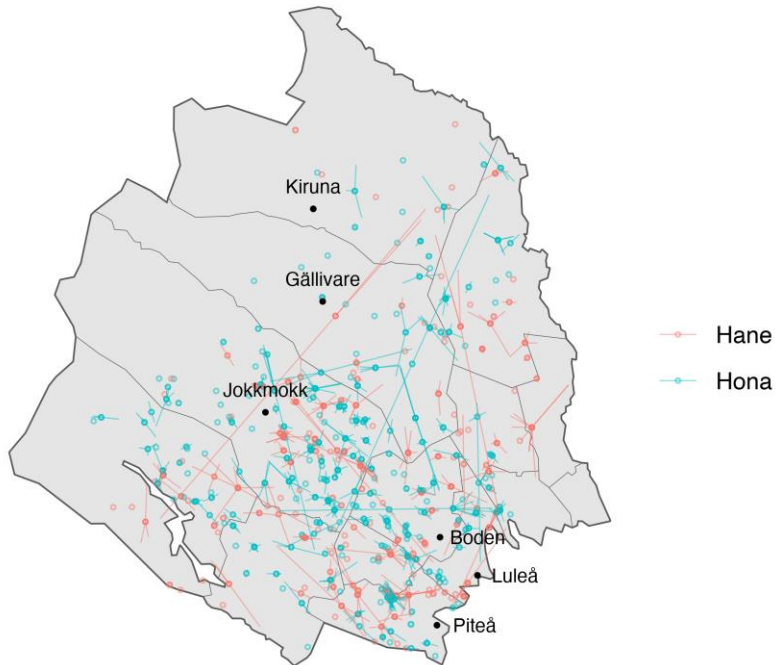 Kiruna
Gällivare
Hane
Hona
Jokkmokk
Boden
Luleå
Piteå